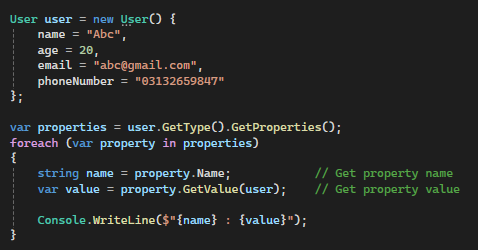 User user = new User() {
    name = "Abc",
    age = 20,
    email = "abc@gmail.com",
    phoneNumber = "03132659847"
};

var properties = user.GetType().GetProperties();
foreach (var property in properties)
{
    string name = property.Name;           // Get property name
    var value = property.GetValue(user);    // Get property value

    Console.WriteLine($"{name} : {value}");
}